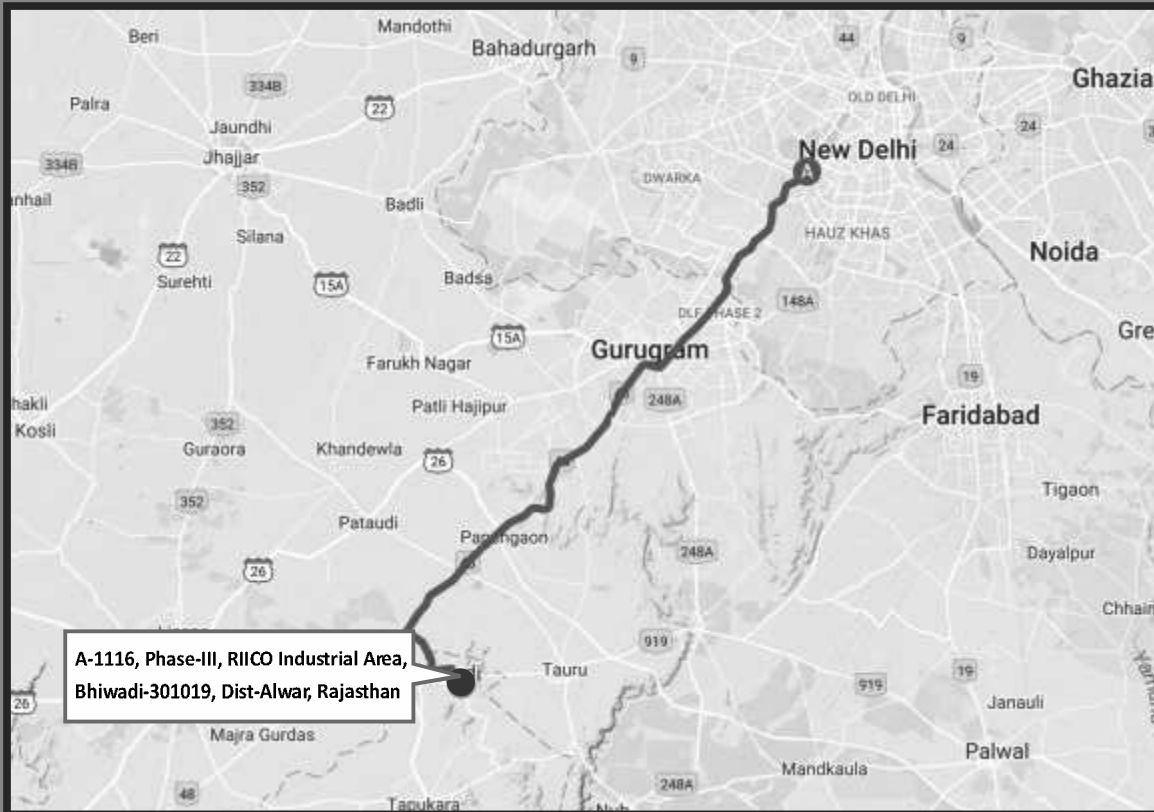 Beri
Mandothi
Bahadurgarh
44
9
9
Ghazia
334B
OLD DELHI
Palra
22
Jaundhi
24
24
New Delhi
A
Jhajjar
334B
DWARKA
352
nhail
Badli
HAUZ KHAS
Silana
22
Noida
Surehti
Badsa
15A
148A
DLF PHASE 2
Gre
15A
Gurugram
Farukh Nagar
19
hakli
248A
Patli Hajipur
Faridabad
Kosli
352
Guraora
Khandewla
26
Tigaon
352
Pataudi
248A
Dayalpur
26
Chhain
919
A-1116, Phase-III, RIICO Industrial Area,
Bhiwadi-301019, Dist-Alwar, Rajasthan
Tauru
19
919
26
Janauli
Majra Gurdas
Palwal
Mandkaula
248A
48
Tapukara